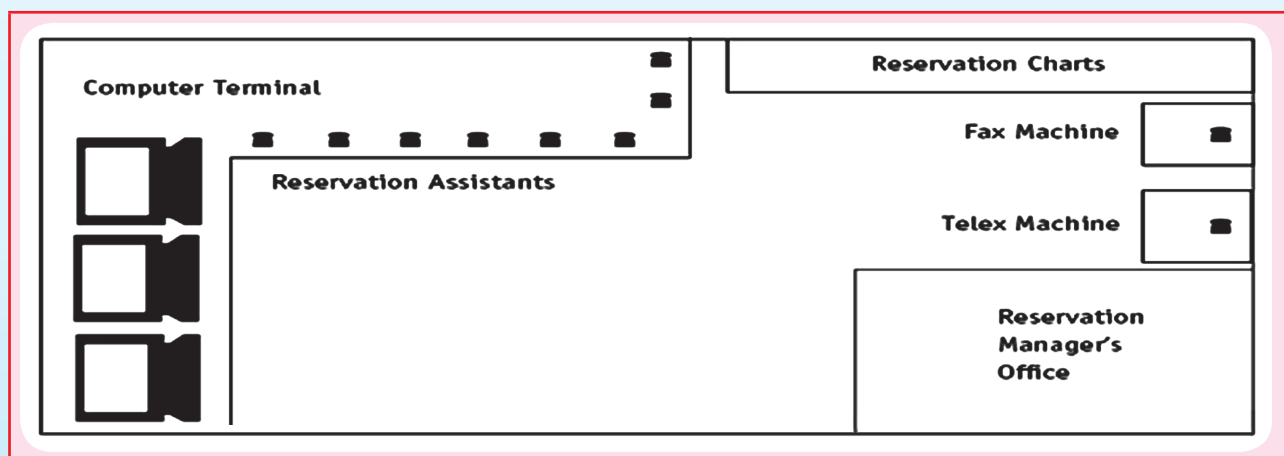 Reservation Charts
Computer Terminal
Fax Machine
Reservation Assistants
Telex Machine
Reservation
Manager's
Office